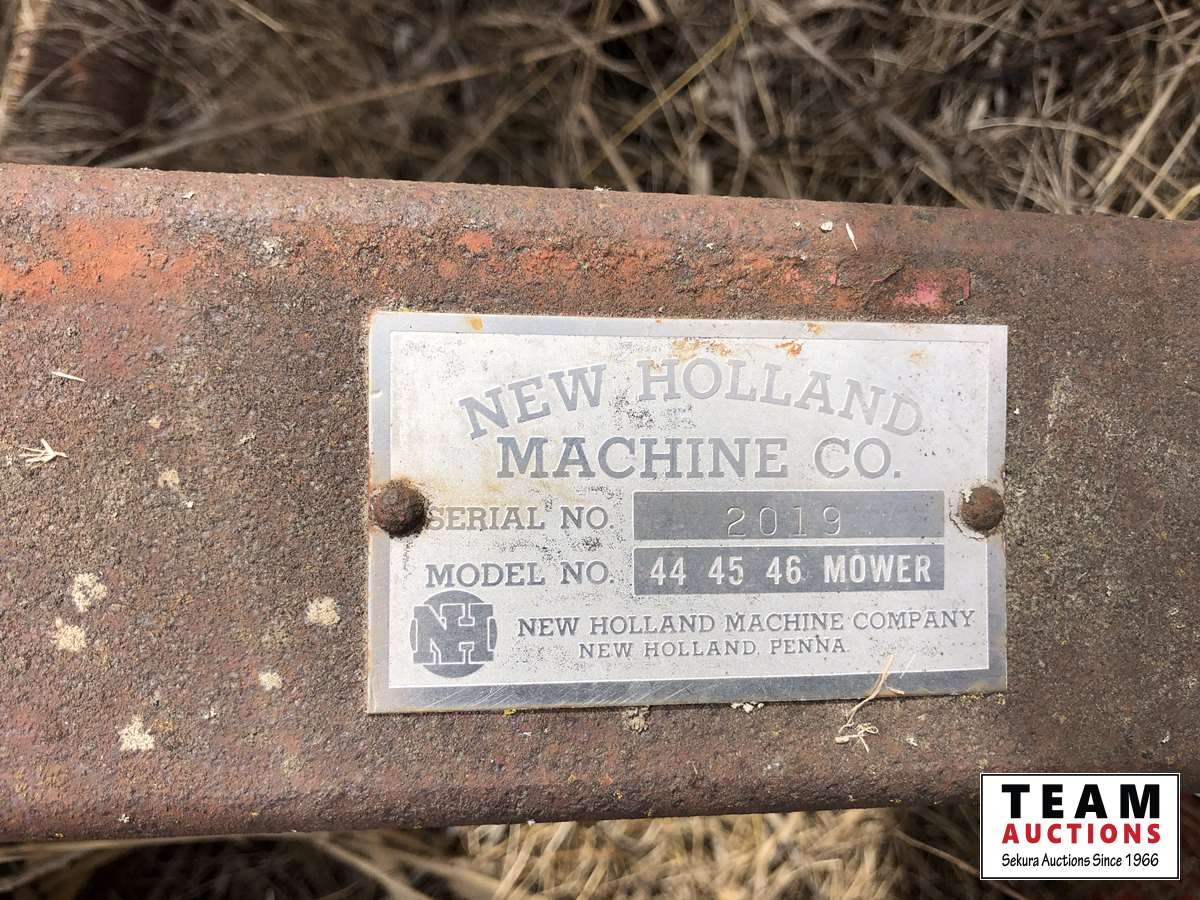 NEW HOLLAND
MACHINE CO.
SERIAL NO. 2019
MODEL NO. 44 45 46 MOWER
NH
NEW HOLLAND MACHINE COMPANY
NEW HOLLAND, PENNA.
TEAM
AUCTIONS
Sekura Auctions Since 1966